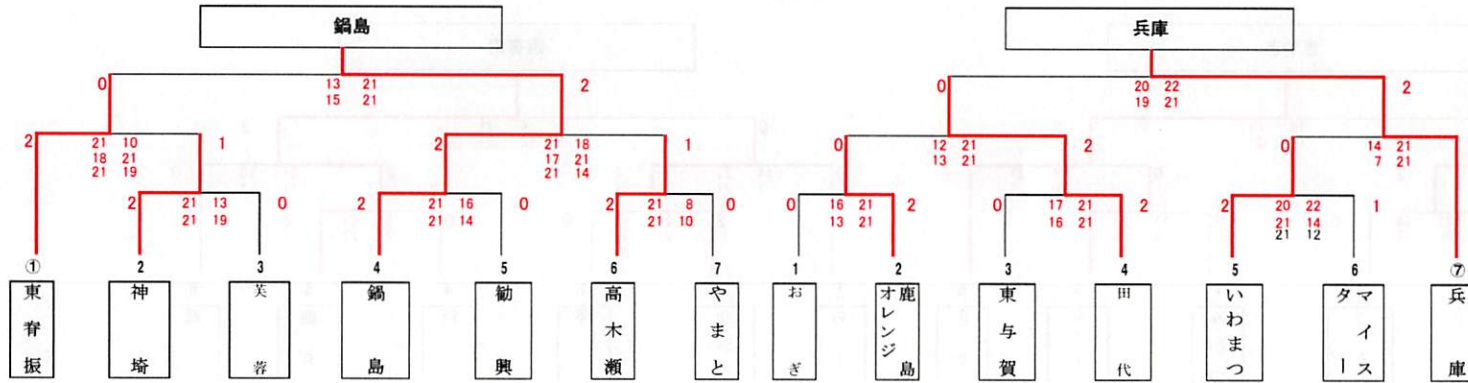 鍋島
兵庫
0 13 21 2
15 21
0 20 22 2
19 21
2 21 10 1
18 21
21 19
2 21 18 1
17 21
21 14
0 12 21 2
13 21
0 14 21
7 21
2 21 13 0
21 19
2 21 16 0
21 14
2 21 8 0
21 10
0 16 21 2
13 21
0 17 21 2
16 21
2 20 22 1
21 14
21 12
① 2 3 4 5 6 7
東脊振
神埼
芙蓉
鍋島
勧興
高木瀬
やまと
1 2 3 4 5 6 ⑦
おぎ
鹿島
オレンジ
東与賀
田代
いわまつ
マイス
ター
兵庫